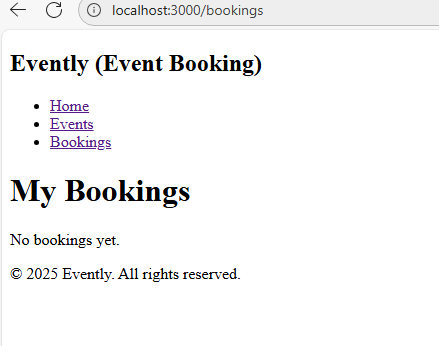 localhost:3000/bookings
Evently (Event Booking)
Home
Events
Bookings
My Bookings
No bookings yet.
© 2025 Evently. All rights reserved.